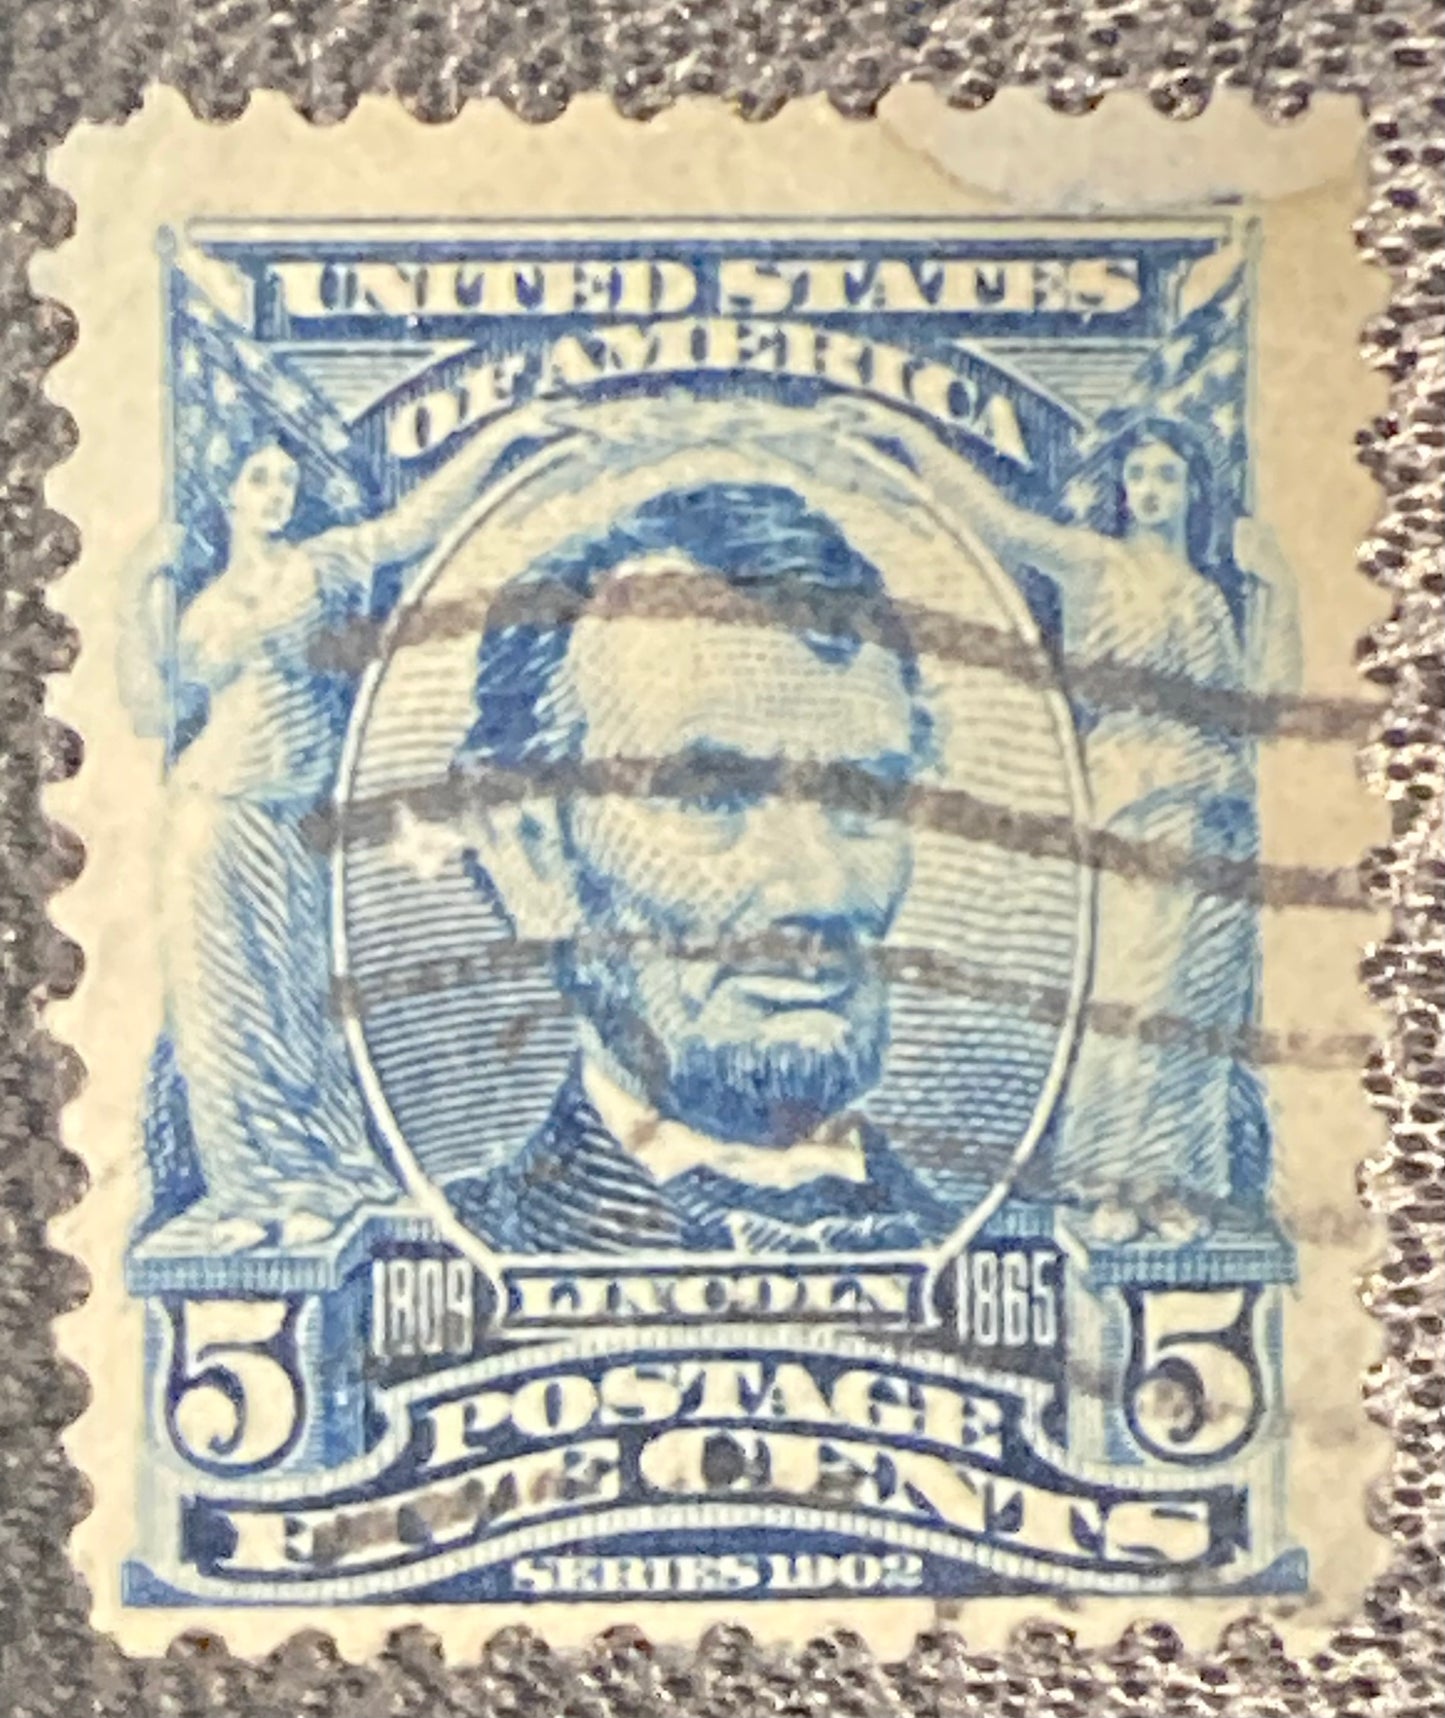 UNITED STATES
OF AMERICA
1809 LINCOLN 1865
5 POSTAGE 5
FIVE CENTS
SERIES 1902